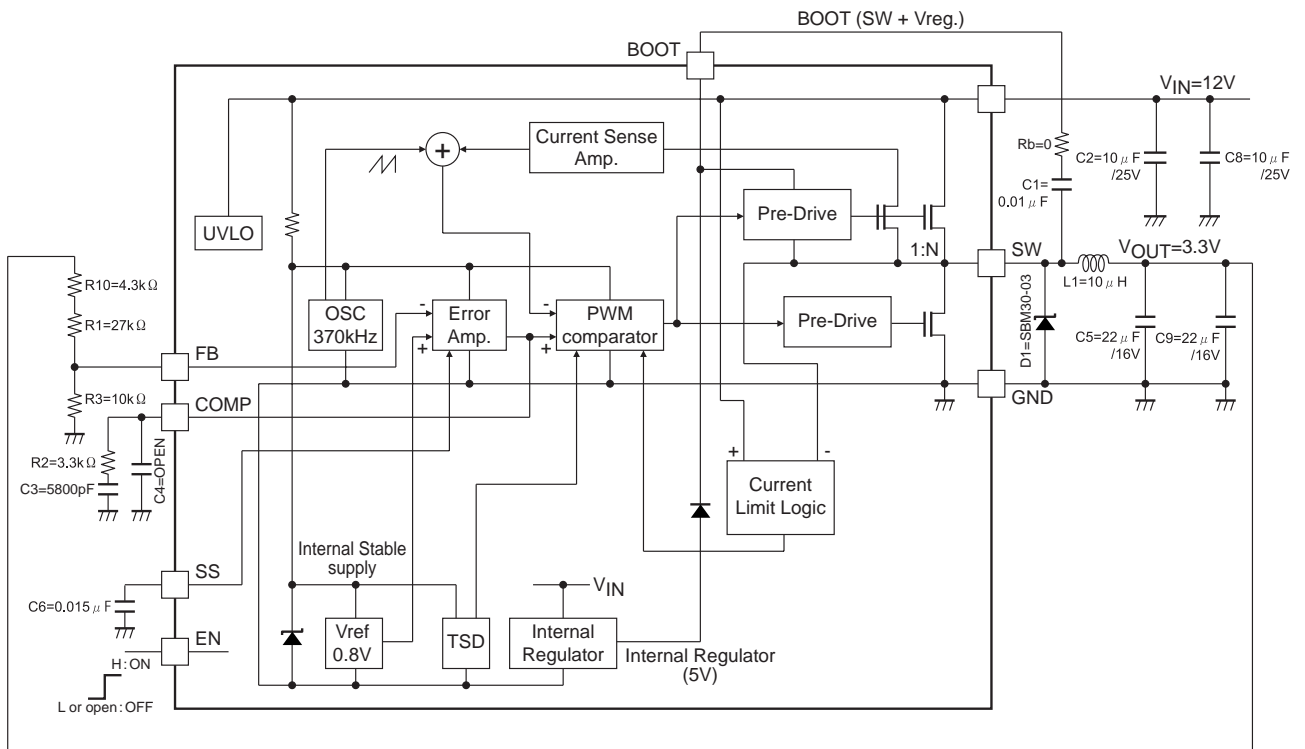 BOOT (SW + Vreg.)
BOOT
VIN=12V
Current Sense
Amp.
+
Rb=0
C2=10μF
/25V
C8=10μF
/25V
C1=
0.01μF
Pre-Drive
UVLO
1:N
SW
VOUT=3.3V
L1=10μH
R10=4.3kΩ
R1=27kΩ
OSC
370kHz
-
+
Error
Amp.
-
+
PWM
comparator
Pre-Drive
D1=SBM30-03
C5=22μF
/16V
C9=22μF
/16V
FB
R3=10kΩ
COMP
GND
R2=3.3kΩ
C3=5800pF
C4=OPEN
+
-
Current
Limit Logic
Internal Stable
supply
SS
VIN
C6=0.015μF
EN
H:ON
L or open:OFF
Vref
0.8V
TSD
Internal
Regulator
Internal Regulator
(5V)